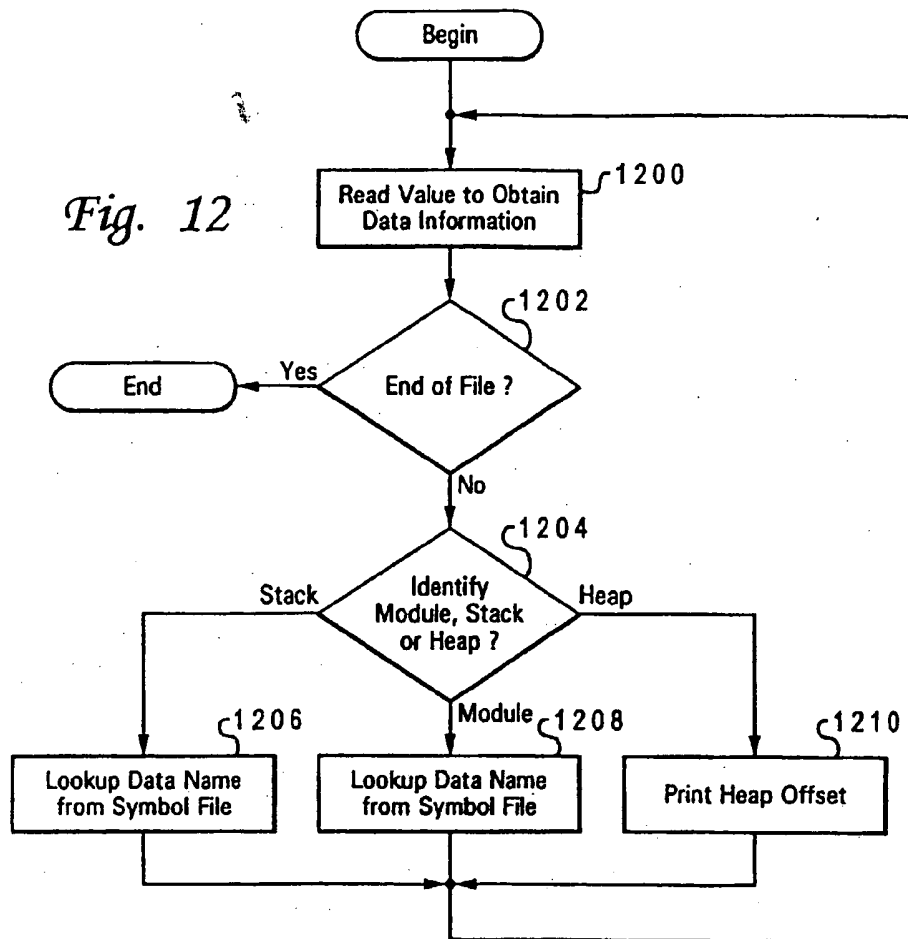 Begin
Fig. 12
Read Value to Obtain
Data Information
1200
1202
End of File ?
Yes
End
No
1204
Identify
Module, Stack
or Heap ?
Stack
Heap
Module
1206
Lookup Data Name
from Symbol File
1208
Lookup Data Name
from Symbol File
1210
Print Heap Offset